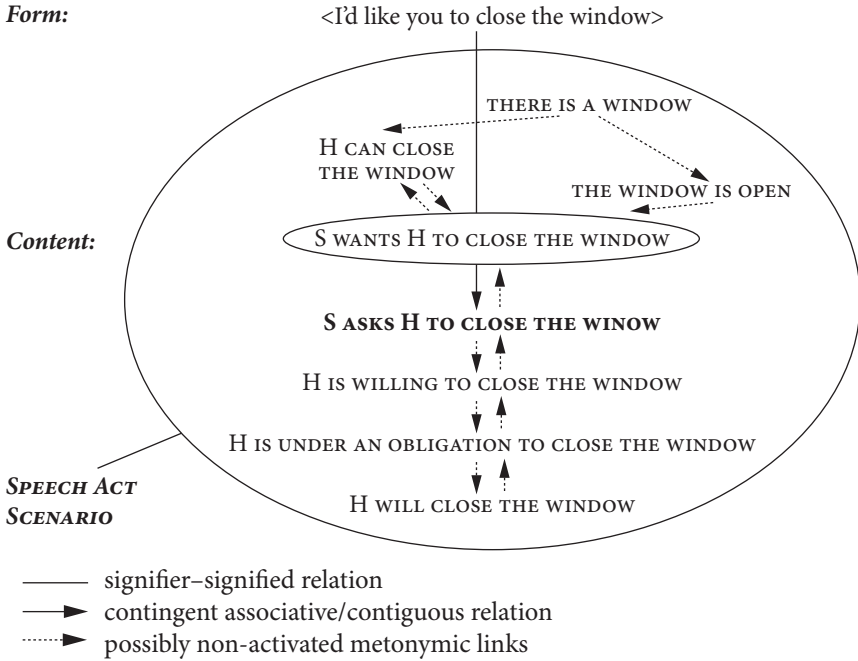 Form:
<I'd like you to close the window>
THERE IS A WINDOW
H CAN CLOSE
THE WINDOW
THE WINDOW IS OPEN
Content:
S WANTS H TO CLOSE THE WINDOW
S ASKS H TO CLOSE THE WINOW
H IS WILLING TO CLOSE THE WINDOW
H IS UNDER AN OBLIGATION TO CLOSE THE WINDOW
SPEECH ACT
SCENARIO
H WILL CLOSE THE WINDOW
signifier–signified relation
contingent associative/contiguous relation
possibly non-activated metonymic links